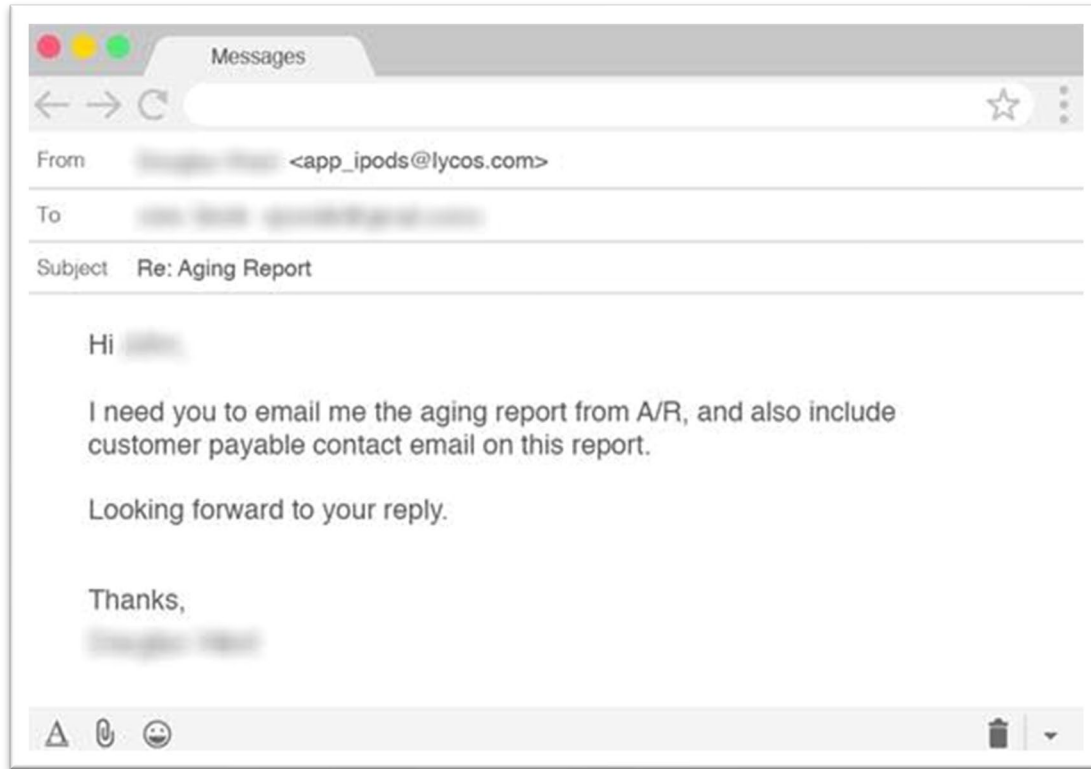 Messages
From <app_ipods@lycos.com>
To
Subject Re: Aging Report
Hi
I need you to email me the aging report from A/R, and also include
customer payable contact email on this report.
Looking forward to your reply.
Thanks,
A